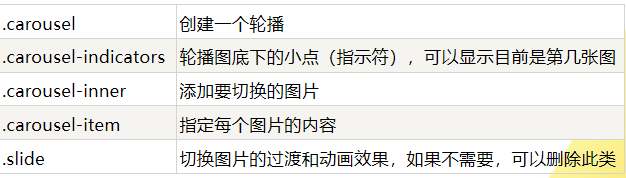 .carousel 创建一个轮播
.carousel-indicators 轮播图底下的小点（指示符），可以显示目前是第几张图
.carousel-inner 添加要切换的图片
.carousel-item 指定每个图片的内容
.slide 切换图片的过渡和动画效果，如果不需要，可以删除此类